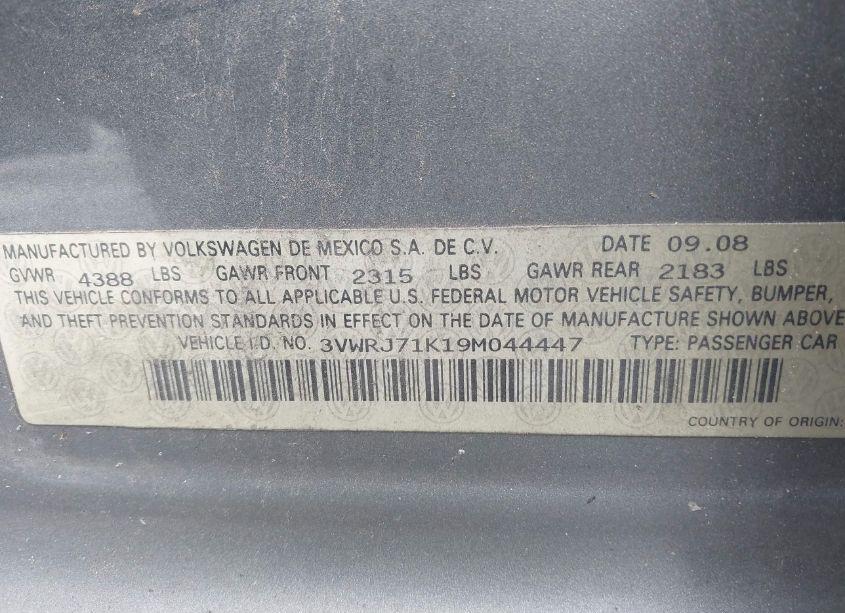 MANUFACTURED BY VOLKSWAGEN DE MEXICO S.A. DE C.V. DATE 09.08
GVWR 4388 LBS GAWR FRONT 2315 LBS GAWR REAR 2183 LBS
THIS VEHICLE CONFORMS TO ALL APPLICABLE U.S. FEDERAL MOTOR VEHICLE SAFETY, BUMPER,
AND THEFT PREVENTION STANDARDS IN EFFECT ON THE DATE OF MANUFACTURE SHOWN ABOVE
VEHICLE I.D. NO. 3VWRJ71K19M044447 TYPE: PASSENGER CAR
COUNTRY OF ORIGIN: